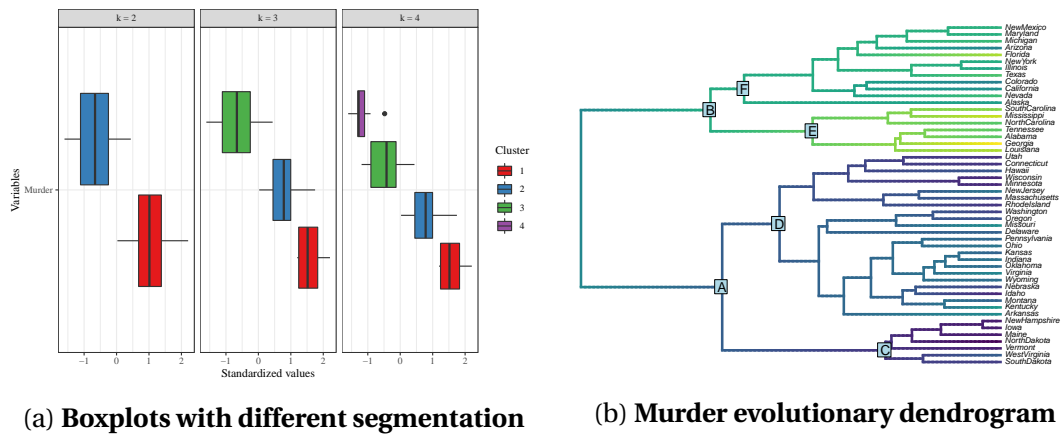 k = 2
k = 3
k = 4
Variables
Murder
−1
0
1
2
−1
0
1
2
−1
0
1
2
Standardized values
Cluster
1
2
3
4
(a) Boxplots with different segmentation
NewMexico
Maryland
Michigan
Arizona
Florida
NewYork
Illinois
Texas
Colorado
California
Nevada
Alaska
SouthCarolina
Mississippi
NorthCarolina
Tennessee
Alabama
Georgia
Louisiana
Utah
Connecticut
Hawaii
Wisconsin
Minnesota
NewJersey
Massachusetts
RhodeIsland
Washington
Oregon
Missouri
Delaware
Pennsylvania
Ohio
Kansas
Indiana
Oklahoma
Virginia
Wyoming
Nebraska
Idaho
Montana
Kentucky
Arkansas
NewHampshire
Iowa
Maine
NorthDakota
Vermont
WestVirginia
SouthDakota
F
B
E
D
A
C
(b) Murder evolutionary dendrogram